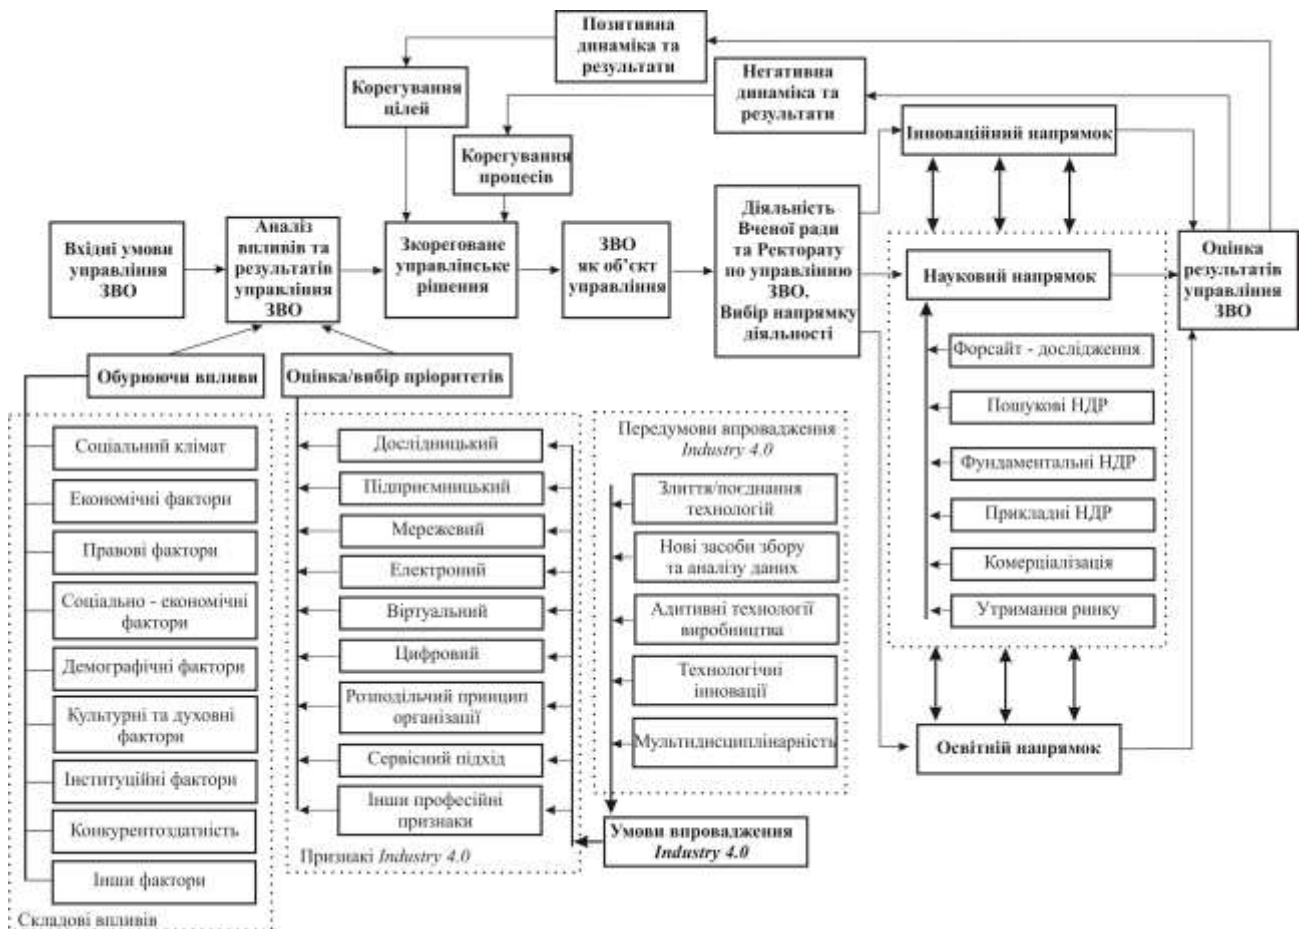 Позитивна
динаміка та
результати
Негативна
динаміка та
результати
Корегування
цілей
Корегування
процесів
Інноваційний напрямок
Вхідні умови
управління
ЗВО
Аналіз
впливів та
результатів
управління
ЗВО
Зкореговане
управлінське
рішення
ЗВО
як об’єкт
управління
Діяльність
Вченої ради
та Ректорату
по управлінню
ЗВО.
Вибір напрямку
діяльності
Науковий напрямок
Оцінка
результатів
управління
ЗВО
Форсайт - дослідження
Пошукові НДР
Фундаментальні НДР
Прикладні НДР
Комерціалізація
Утримання ринку
Освітній напрямок
Обурюючи впливи
Оцінка/вибір пріоритетів
Соціальний клімат
Економічні фактори
Правові фактори
Соціально - економічні
фактори
Демографічні фактори
Культурні та духовні
фактори
Інституційні фактори
Конкурентоздатність
Інши фактори
Складові впливів
Дослідницький
Підприємницький
Мережевий
Електроний
Віртуальний
Цифровий
Розподільчий принцип
організації
Сервісний підхід
Інши професійні
признаки
Признакі Industry 4.0
Передумови впровадження
Industry 4.0
Злиття/поєднання
технологій
Нові засоби збору
та аналізу даних
Адитивні технології
виробництва
Технологічні
інновації
Мультидисциплінарність
Умови впровадження
Industry 4.0